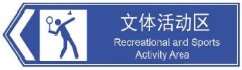 文体活动区
Recreational and Sports
Activity Area